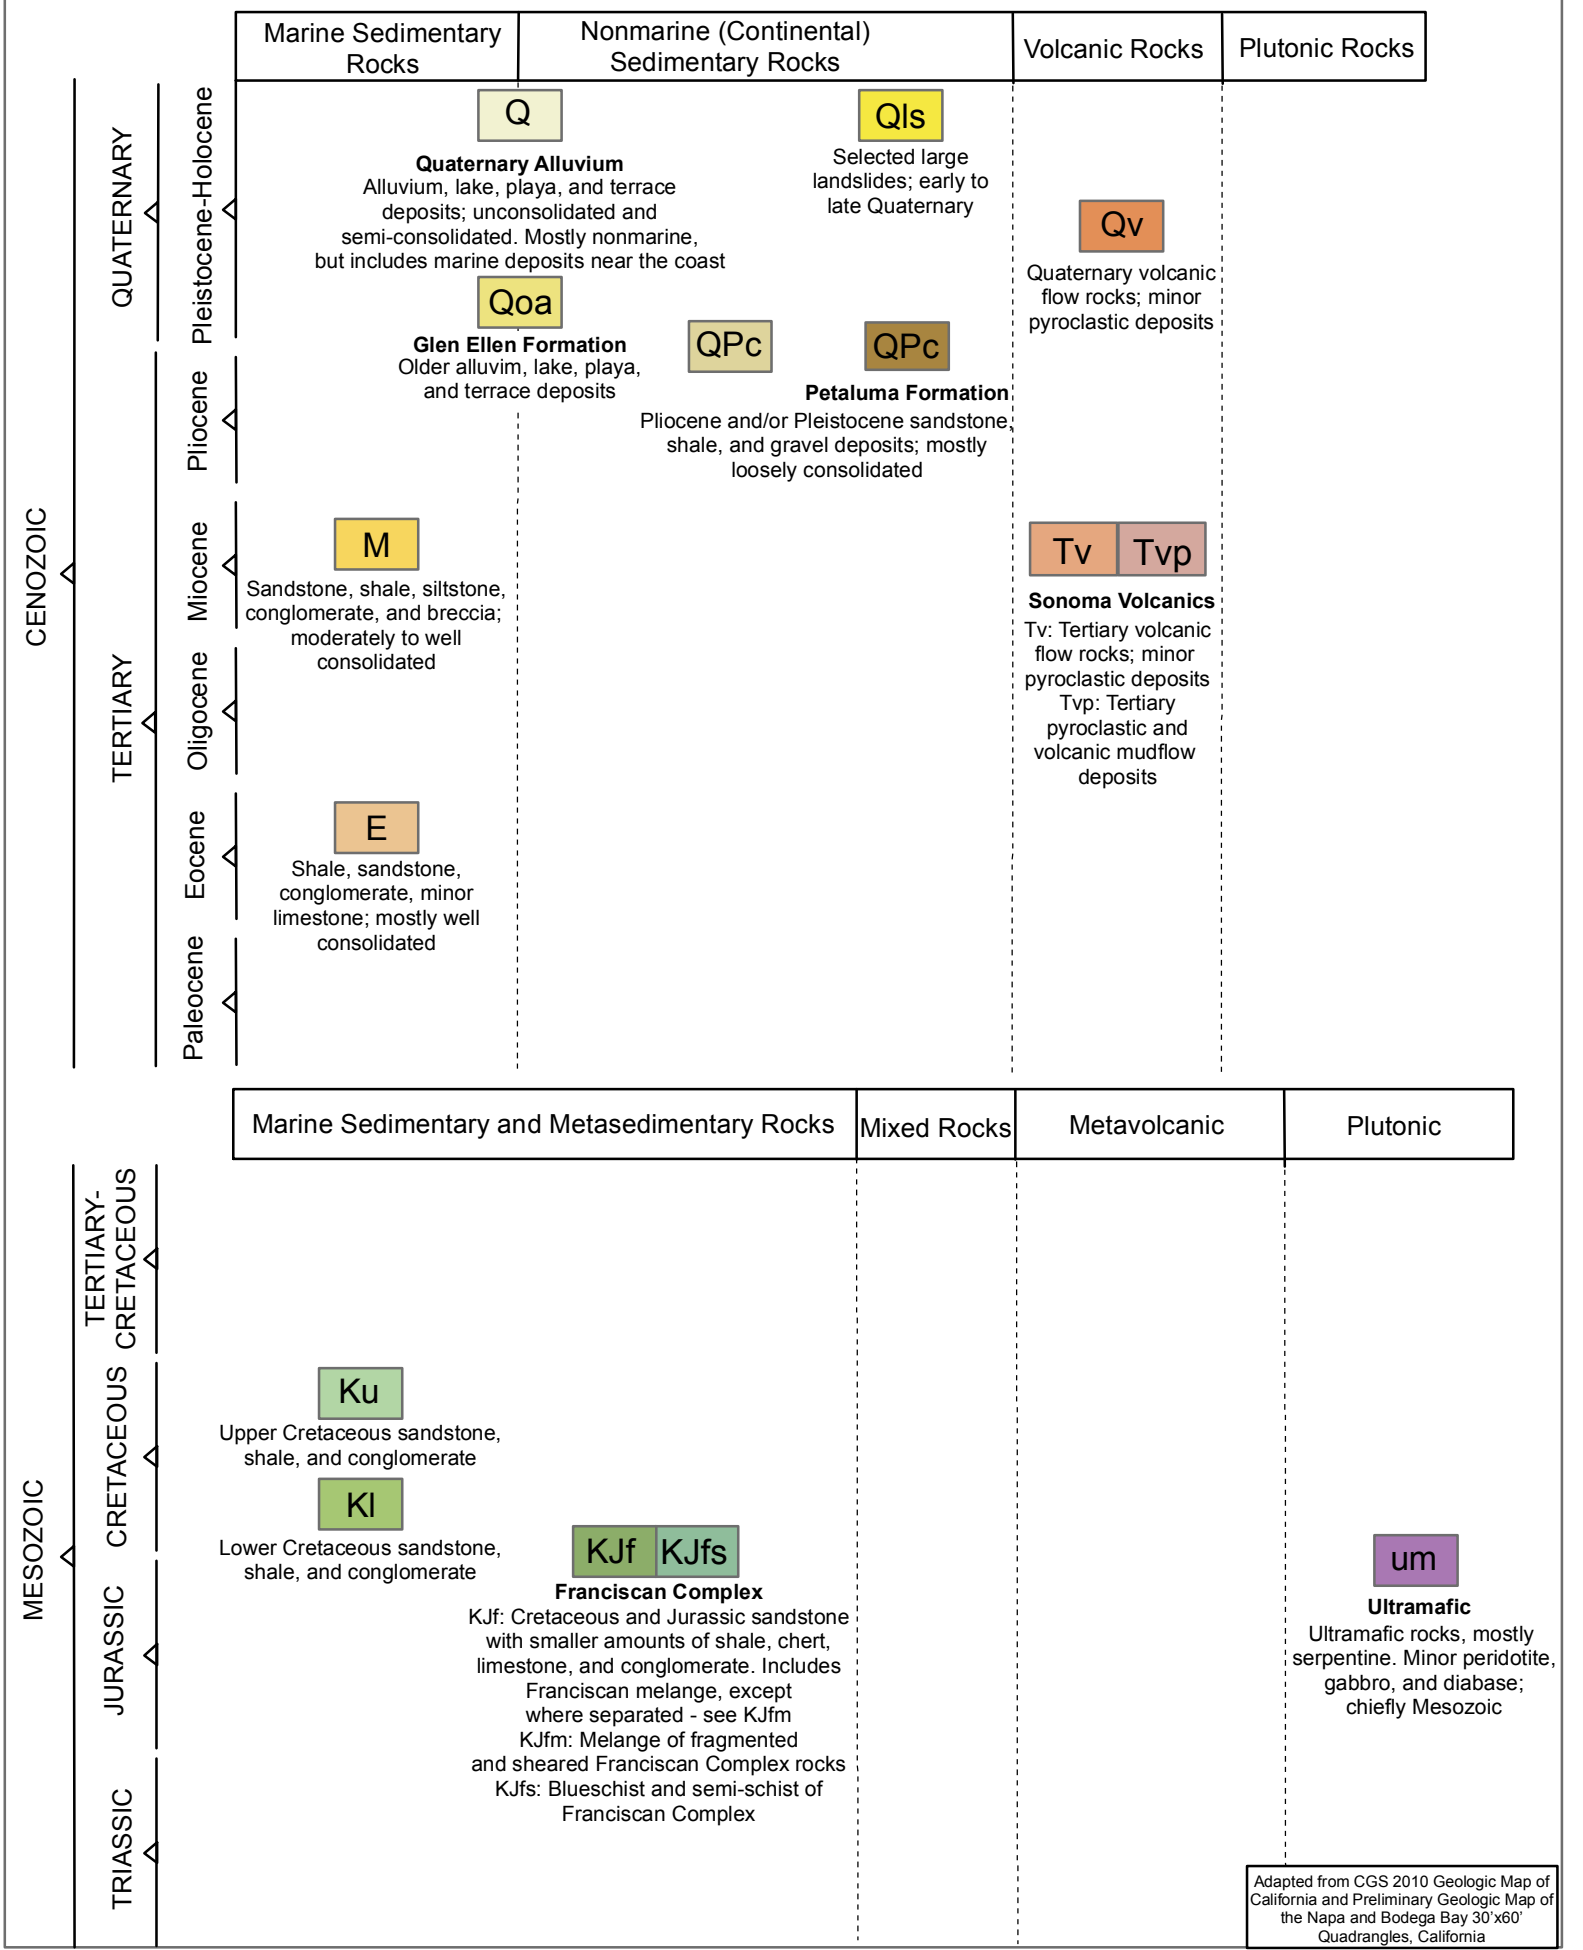 Marine Sedimentary
Rocks
Nonmarine (Continental)
Sedimentary Rocks
Volcanic Rocks
Plutonic Rocks
CENOZOIC
QUATERNARY
Pleistocene-Holocene
Q
Quaternary Alluvium
Alluvium, lake, playa, and terrace
deposits; unconsolidated and
semi-consolidated. Mostly nonmarine,
but includes marine deposits near the coast
Qls
Selected large
landslides; early to
late Quaternary
Qv
Quaternary volcanic
flow rocks; minor
pyroclastic deposits
Qoa
Glen Ellen Formation
Older alluvim, lake, playa,
and terrace deposits
QPc
QPc
Petaluma Formation
Pliocene and/or Pleistocene sandstone,
shale, and gravel deposits; mostly
loosely consolidated
TERTIARY
Pliocene
Miocene
M
Sandstone, shale, siltstone,
conglomerate, and breccia;
moderately to well
consolidated
Tv
Tvp
Sonoma Volcanics
Tv: Tertiary volcanic
flow rocks; minor
pyroclastic deposits
Tvp: Tertiary
pyroclastic and
volcanic mudflow
deposits
Oligocene
Eocene
E
Shale, sandstone,
conglomerate, minor
limestone; mostly well
consolidated
Paleocene
Marine Sedimentary and Metasedimentary Rocks
Mixed Rocks
Metavolcanic
Plutonic
MESOZOIC
TERTIARY-
CRETACEOUS
CRETACEOUS
Ku
Upper Cretaceous sandstone,
shale, and conglomerate
Kl
Lower Cretaceous sandstone,
shale, and conglomerate
JURASSIC
KJf
KJfs
Franciscan Complex
KJf: Cretaceous and Jurassic sandstone
with smaller amounts of shale, chert,
limestone, and conglomerate. Includes
Franciscan melange, except
where separated - see KJfm
KJfm: Melange of fragmented
and sheared Franciscan Complex rocks
KJfs: Blueschist and semi-schist of
Franciscan Complex
um
Ultramafic
Ultramafic rocks, mostly
serpentine. Minor peridotite,
gabbro, and diabase;
chiefly Mesozoic
TRIASSIC
Adapted from CGS 2010 Geologic Map of
California and Preliminary Geologic Map of
the Napa and Bodega Bay 30'x60'
Quadrangles, California